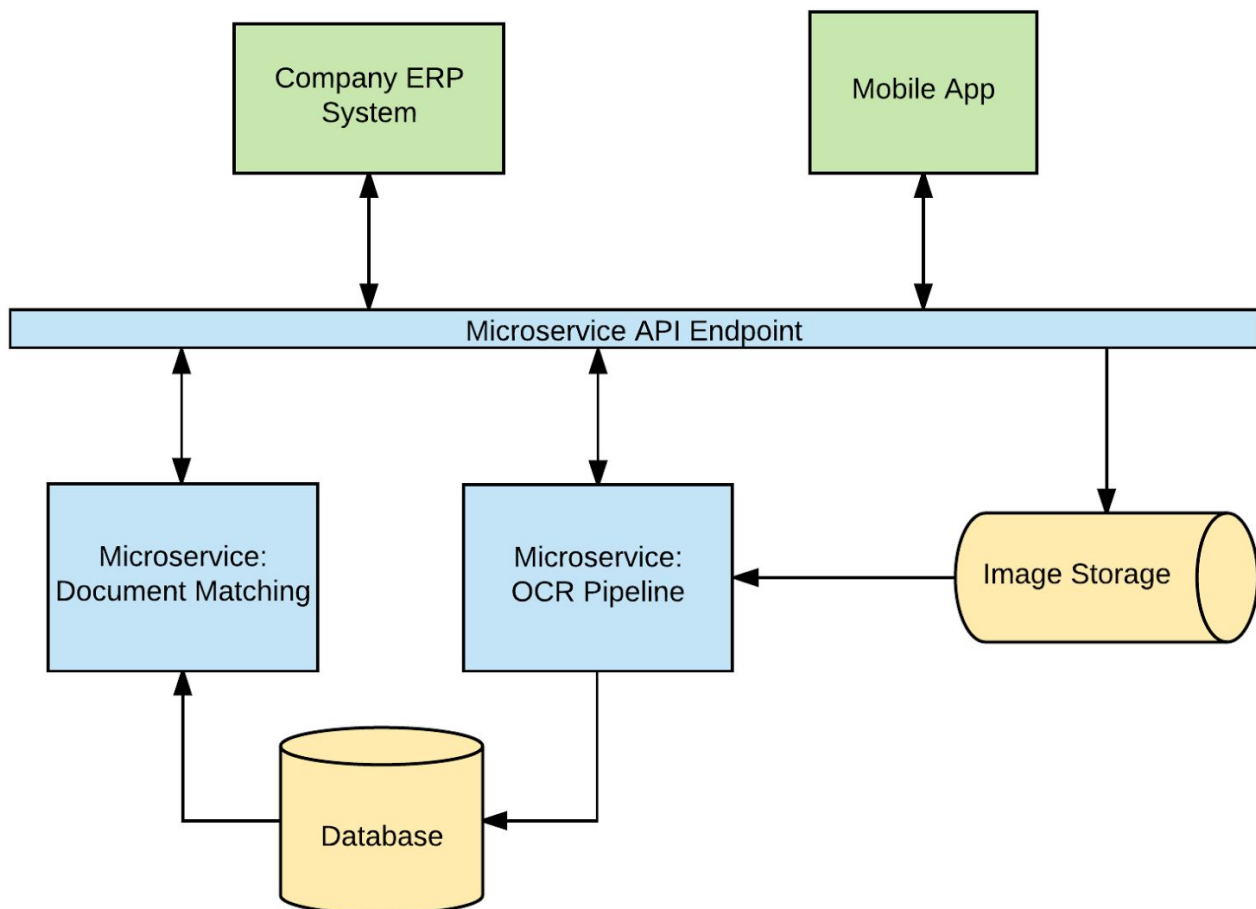 Company ERP
System
Mobile App
Microservice API Endpoint
Microservice:
Document Matching
Microservice:
OCR Pipeline
Image Storage
Database